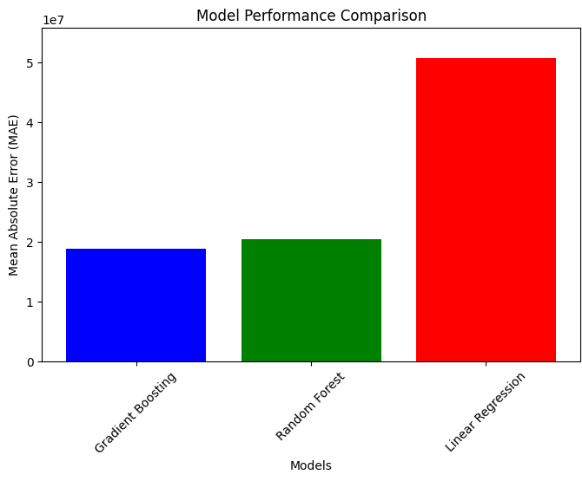 Model Performance Comparison
1e7
Mean Absolute Error (MAE)
5
4
3
2
1
0
Gradient Boosting
Random Forest
Linear Regression
Models